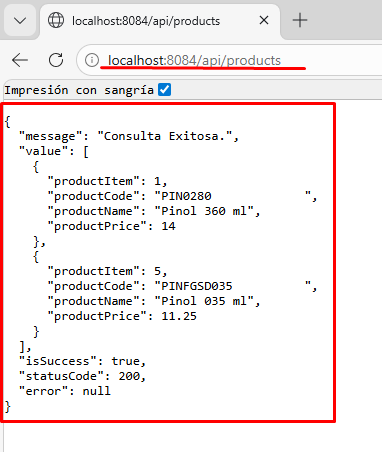 localhost:8084/api/products
localhost:8084/api/products
Impresión con sangría
{
  "message": "Consulta Exitosa.",
  "value": [
    {
      "productItem": 1,
      "productCode": "PIN0280             ",
      "productName": "Pinol 360 ml",
      "productPrice": 14
    },
    {
      "productItem": 5,
      "productCode": "PINFGSD035          ",
      "productName": "Pinol 035 ml",
      "productPrice": 11.25
    }
  ],
  "isSuccess": true,
  "statusCode": 200,
  "error": null
}